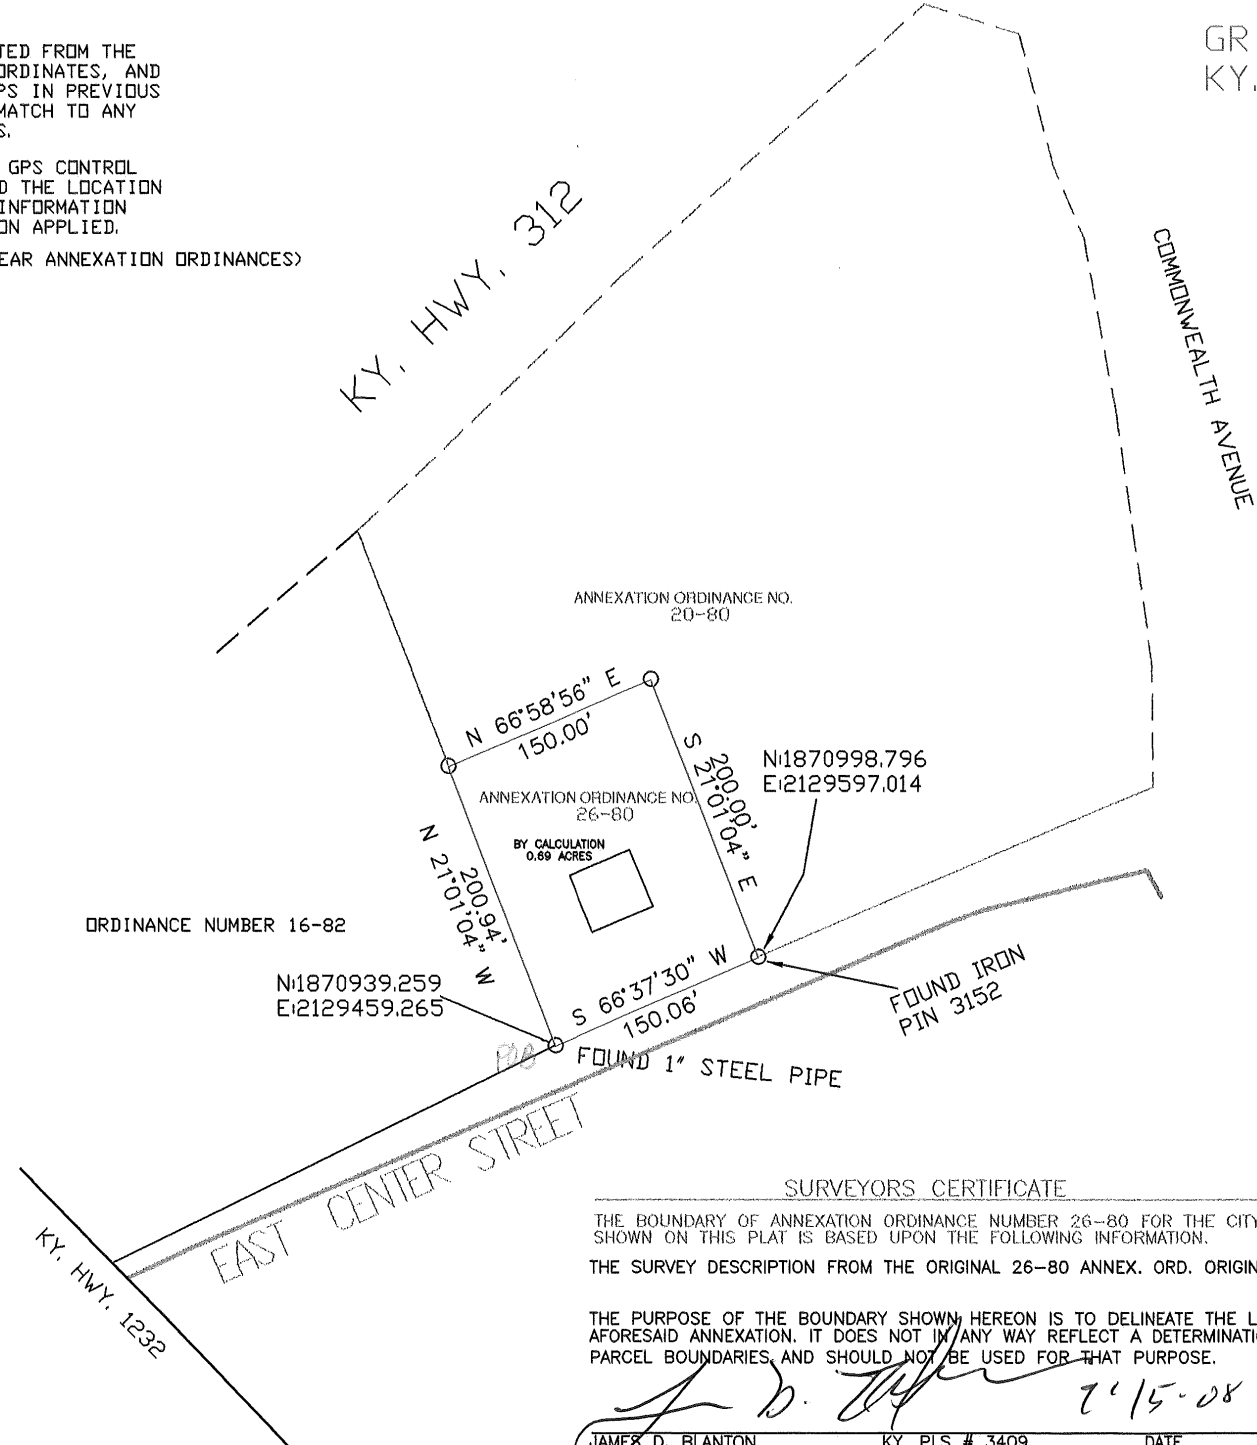 TED FROM THE
ORDINATES, AND
PS IN PREVIOUS
MATCH TO ANY
S.
GPS CONTROL
D THE LOCATION
INFORMATION
ON APPLIED.
EAR ANNEXATION ORDINANCES)
GR
KY.
KY. HWY. 312
COMMONWEALTH AVENUE
ANNEXATION ORDINANCE NO.
20-80
N 66°58'56" E
150.00'
S 21°01'04" E
200.00'
N:1870998.796
E:2129597.014
ANNEXATION ORDINANCE NO.
26-80
BY CALCULATION
0.69 ACRES
N 21°01'04" W
200.94'
ORDINANCE NUMBER 16-82
N:1870939.259
E:2129459.265
S 66°37'30" W
150.06'
FOUND IRON
PIN 3152
POB
FOUND 1" STEEL PIPE
EAST CENTER STREET
KY. HWY. 1232
SURVEYORS CERTIFICATE
THE BOUNDARY OF ANNEXATION ORDINANCE NUMBER 26-80 FOR THE CITY
SHOWN ON THIS PLAT IS BASED UPON THE FOLLOWING INFORMATION.
THE SURVEY DESCRIPTION FROM THE ORIGINAL 26-80 ANNEX. ORD. ORIGIN
THE PURPOSE OF THE BOUNDARY SHOWN HEREON IS TO DELINEATE THE L
AFORESAID ANNEXATION. IT DOES NOT IN ANY WAY REFLECT A DETERMINATI
PARCEL BOUNDARIES AND SHOULD NOT BE USED FOR THAT PURPOSE.
JAMES D. BLANTON KY. PLS # 3409 DATE